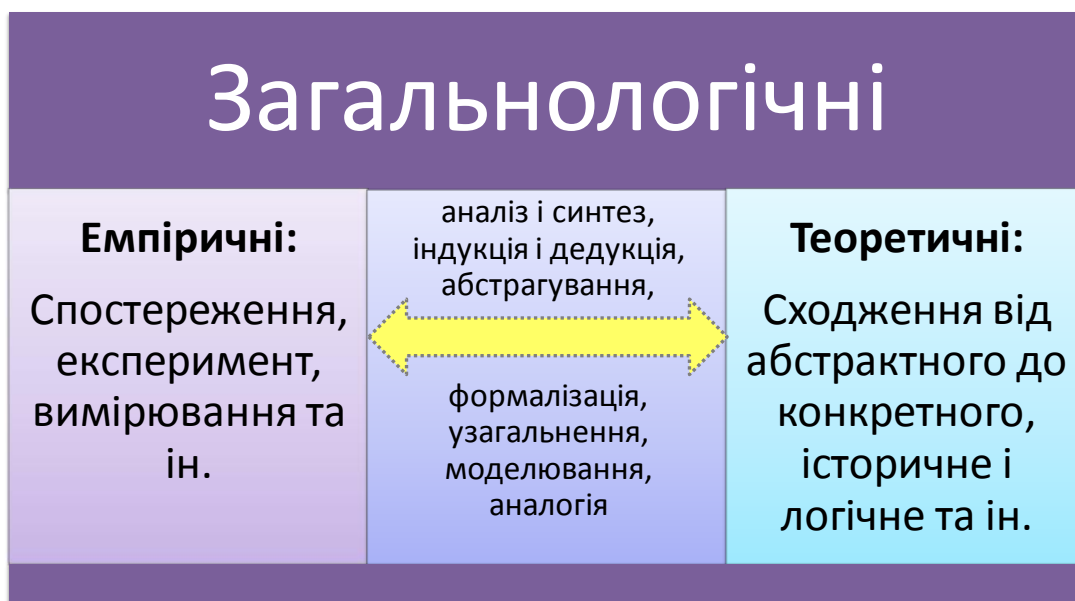 Загальнологічні
Емпіричні:
Спостереження,
експеримент,
вимірювання та
ін.
аналіз і синтез,
індукція і дедукція,
абстрагування,
формалізація,
узагальнення,
моделювання,
аналогія
Теоретичні:
Сходження від
абстрактного до
конкретного,
історичне і
логічне та ін.